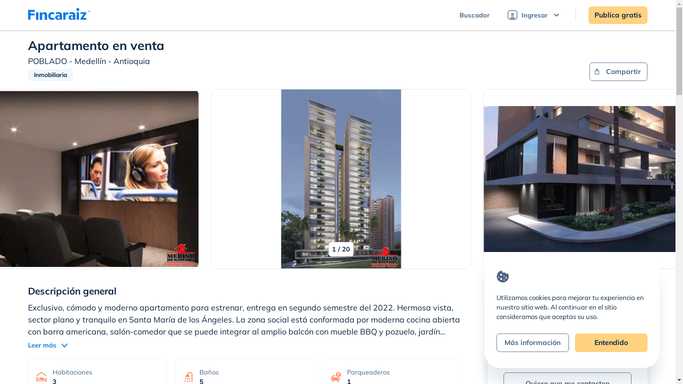 Fincaraiz
Buscador
Ingresar
Publica gratis
Apartamento en venta
POBLADO - Medellín - Antioquia
Inmobiliaria
Compartir
1 / 20
Descripción general
Exclusivo, cómodo y moderno apartamento para estrenar, entrega en segundo semestre del 2022. Hermosa vista,
sector plano y tranquilo en Santa María de los Ángeles. La zona social está conformada por moderna cocina abierta
con barra americana, salón-comedor que se puede integrar al amplio balcón con mueble BBQ y pozuelo, jardín...
Leer más
Habitaciones
3
Baños
5
Parqueaderos
1
Utilizamos cookies para mejorar tu experiencia en
nuestro sitio web. Al continuar en el sitio
consideramos que aceptas su uso.
Más información
Entendido
Quiero que me contacten